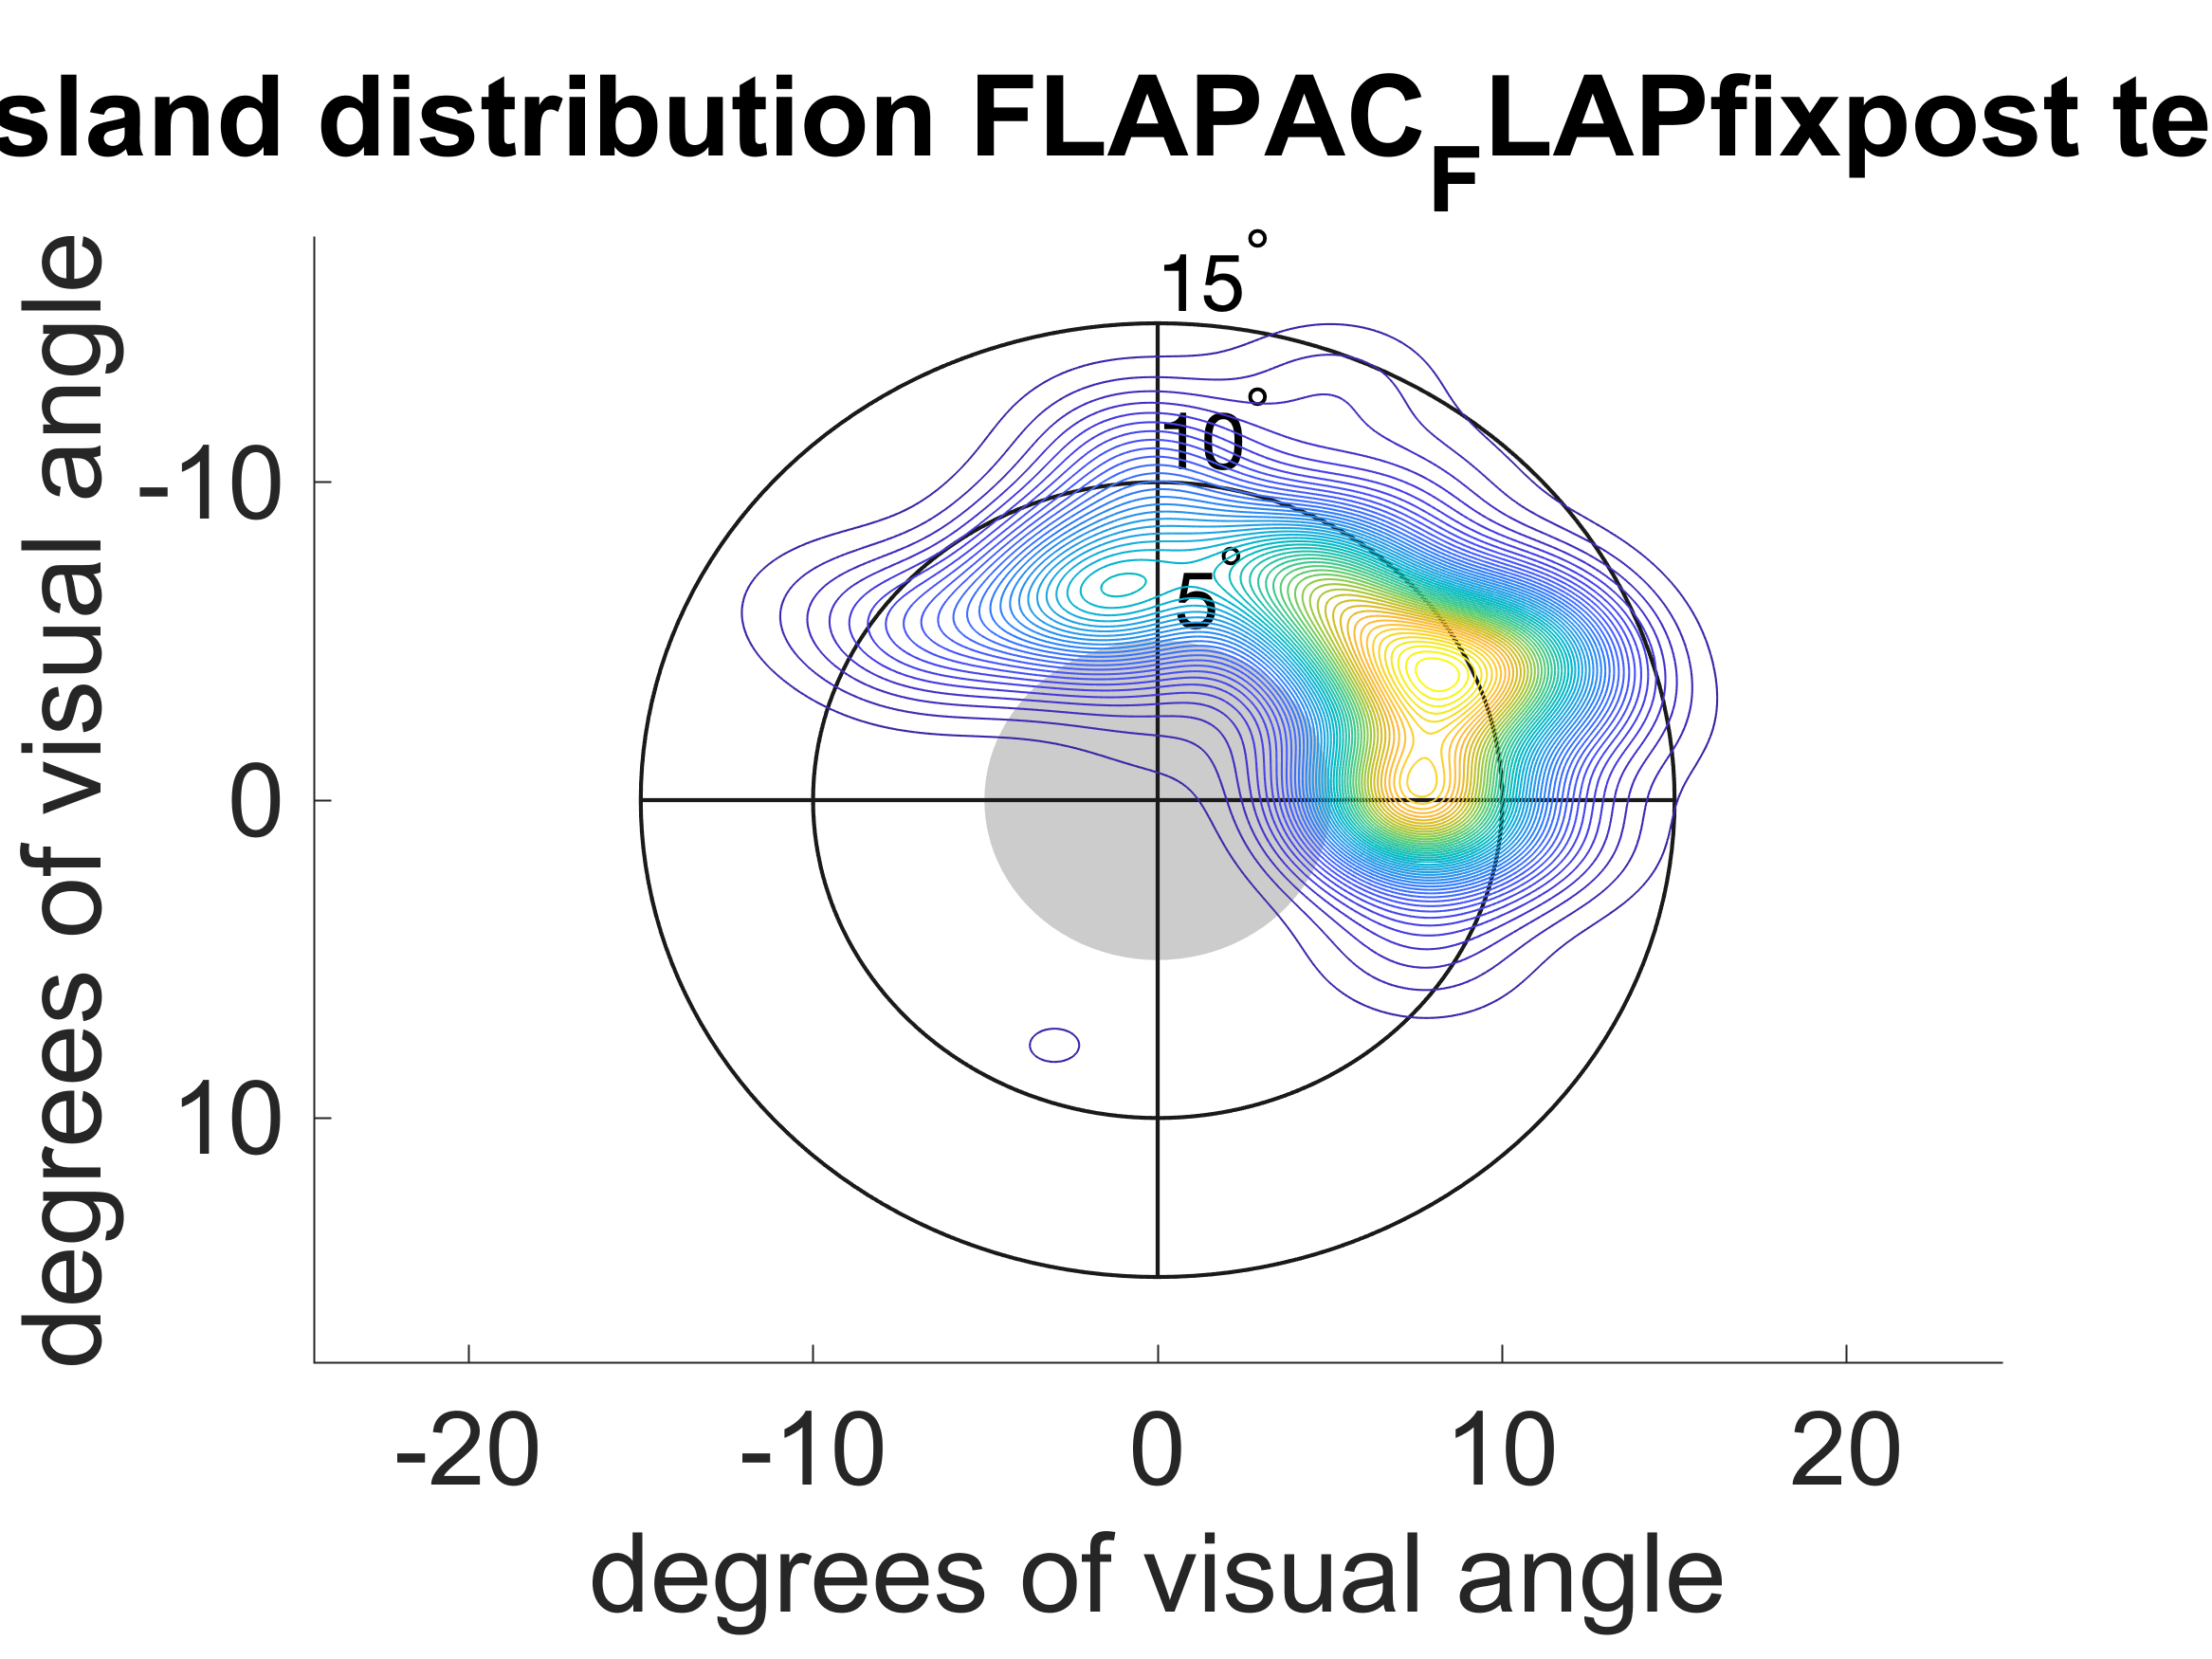 sland distribution FLAPAC_FLAPfixpost te
15°
10°
5°
degrees of visual angle
-10
0
10
-20 -10 0 10 20
degrees of visual angle